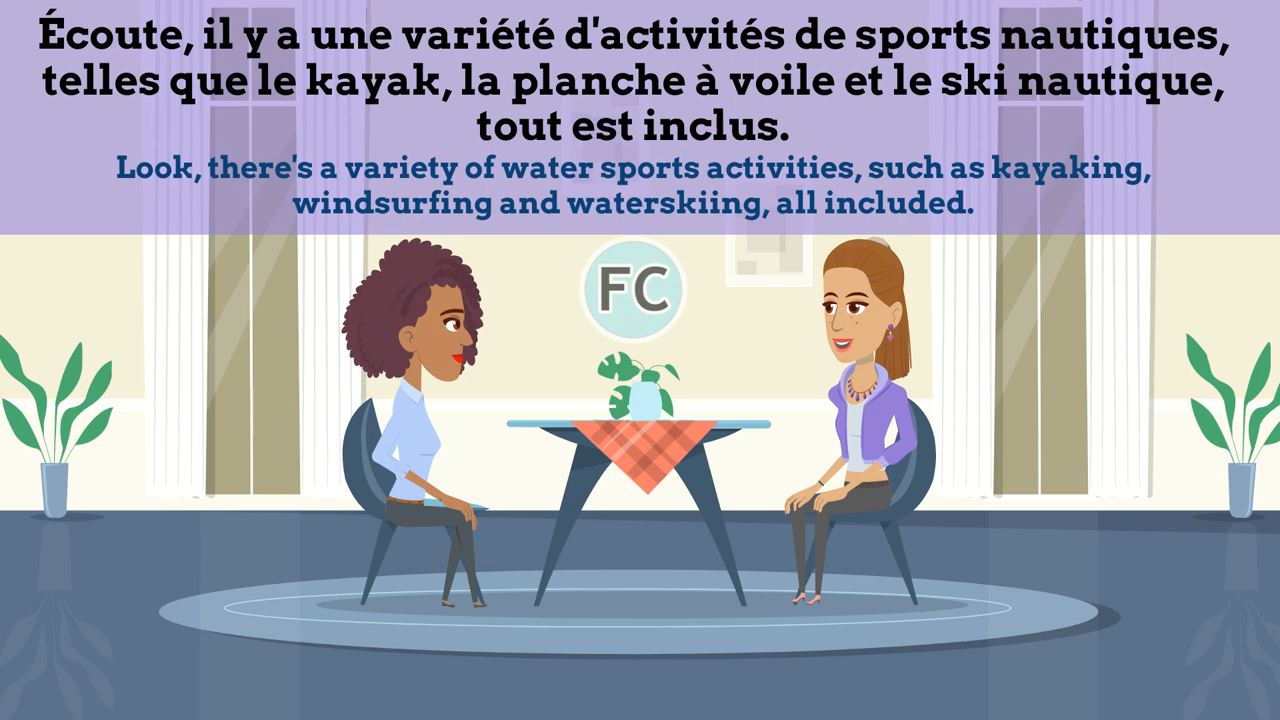 Écoute, il y a une variété d'activités de sports nautiques,
telles que le kayak, la planche à voile et le ski nautique,
tout est inclus.
Look, there's a variety of water sports activities, such as kayaking,
windsurfing and waterskiing, all included.
FC